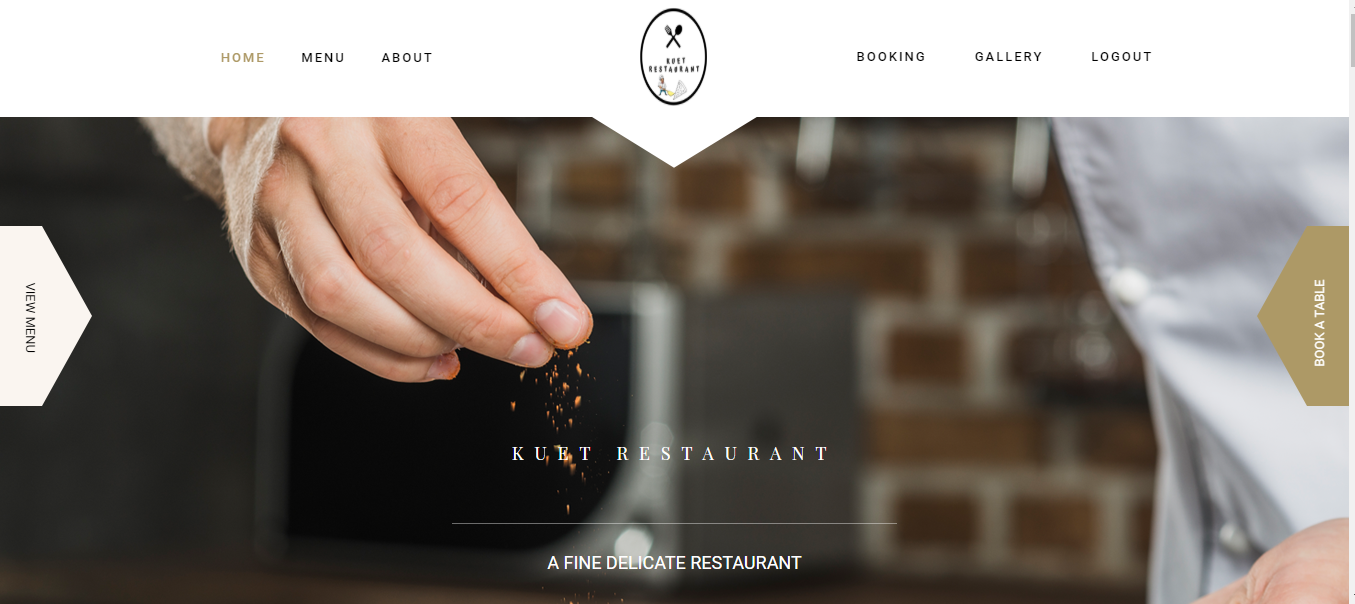 HOME MENU ABOUT
KUET
RESTAURANT
BOOKING GALLERY LOGOUT
VIEW MENU
BOOK A TABLE
KUET RESTAURANT
A FINE DELICATE RESTAURANT